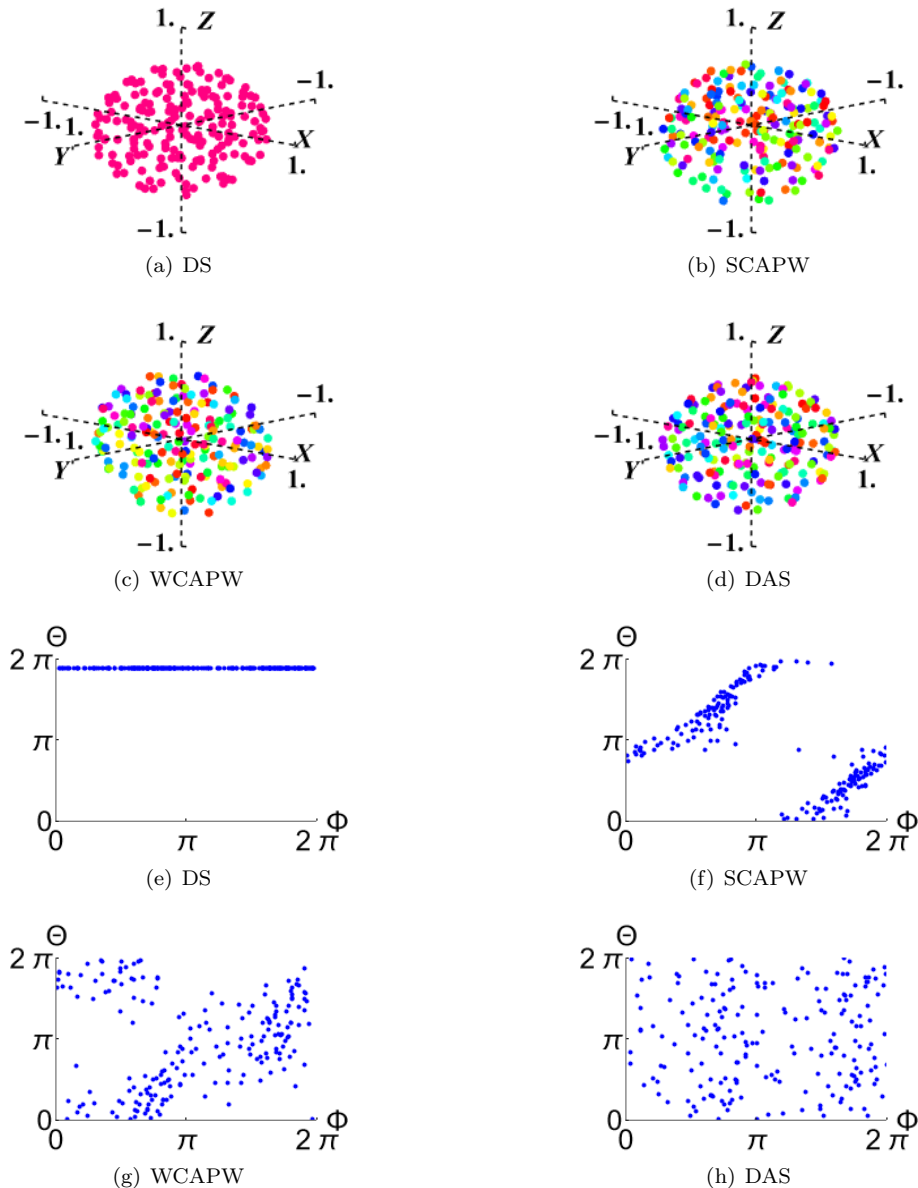 1. Z
-1.
-1. 1. X
Y 1.
-1.
(a) DS
1. Z
-1.
-1. 1. X
Y 1.
-1.
(b) SCAPW
1. Z
-1.
-1. 1. X
Y 1.
-1.
(c) WCAPW
1. Z
-1.
-1. 1. X
Y 1.
-1.
(d) DAS
Θ
2 π
π
0 Φ
0 π 2 π
(e) DS
Θ
2 π
π
0 Φ
0 π 2 π
(f) SCAPW
Θ
2 π
π
0 Φ
0 π 2 π
(g) WCAPW
Θ
2 π
π
0 Φ
0 π 2 π
(h) DAS